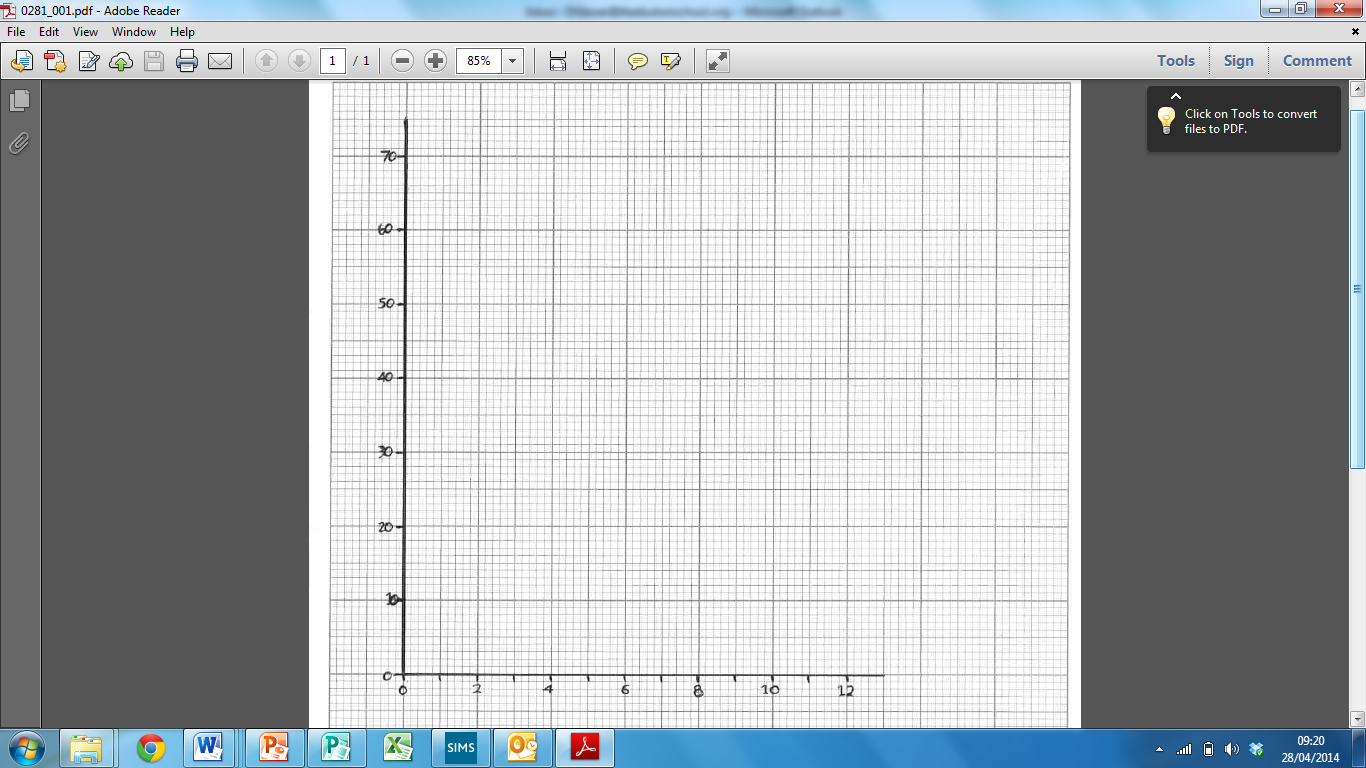 0281_001.pdf - Adobe Reader
File Edit View Window Help
1 / 1 85% Tools Sign Comment
Click on Tools to convert
files to PDF.
70
60
50
40
30
20
10
0
0 2 4 6 8 10 12
SIMS
09:20
28/04/2014